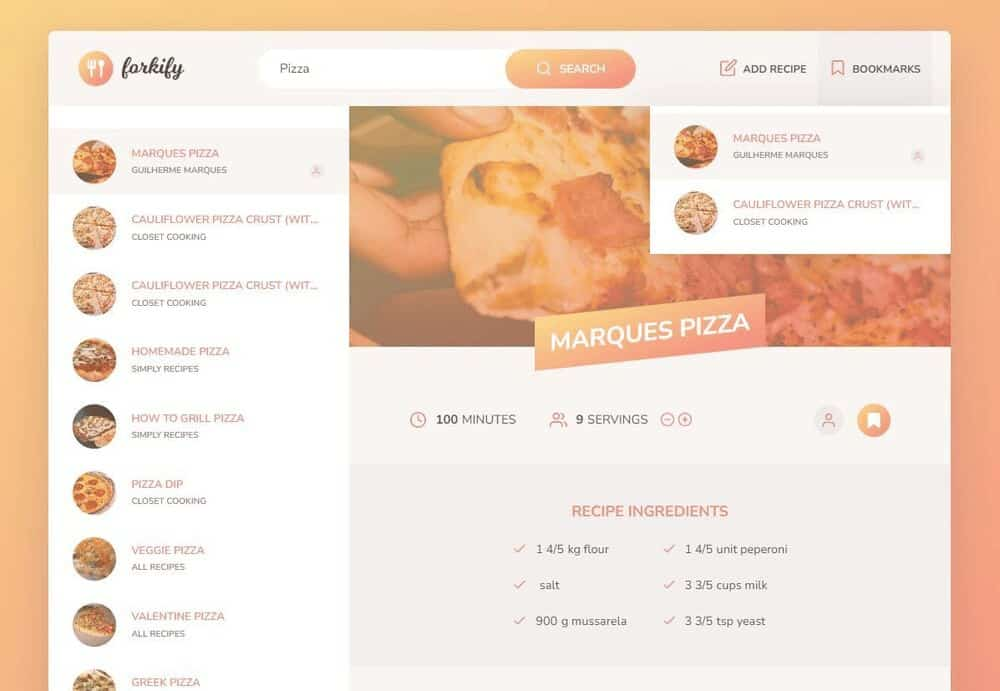 forkify
Pizza
SEARCH
ADD RECIPE
BOOKMARKS
MARQUES PIZZA
GUILHERME MARQUES
CAULIFLOWER PIZZA CRUST (WIT...
CLOSET COOKING
CAULIFLOWER PIZZA CRUST (WIT...
CLOSET COOKING
HOMEMADE PIZZA
SIMPLY RECIPES
HOW TO GRILL PIZZA
SIMPLY RECIPES
PIZZA DIP
CLOSET COOKING
VEGGIE PIZZA
ALL RECIPES
VALENTINE PIZZA
ALL RECIPES
GREEK PIZZA
MARQUES PIZZA
GUILHERME MARQUES
CAULIFLOWER PIZZA CRUST (WIT...
CLOSET COOKING
MARQUES PIZZA
100 MINUTES
9 SERVINGS
RECIPE INGREDIENTS
1 4/5 kg flour
1 4/5 unit peperoni
salt
3 3/5 cups milk
900 g mussarela
3 3/5 tsp yeast